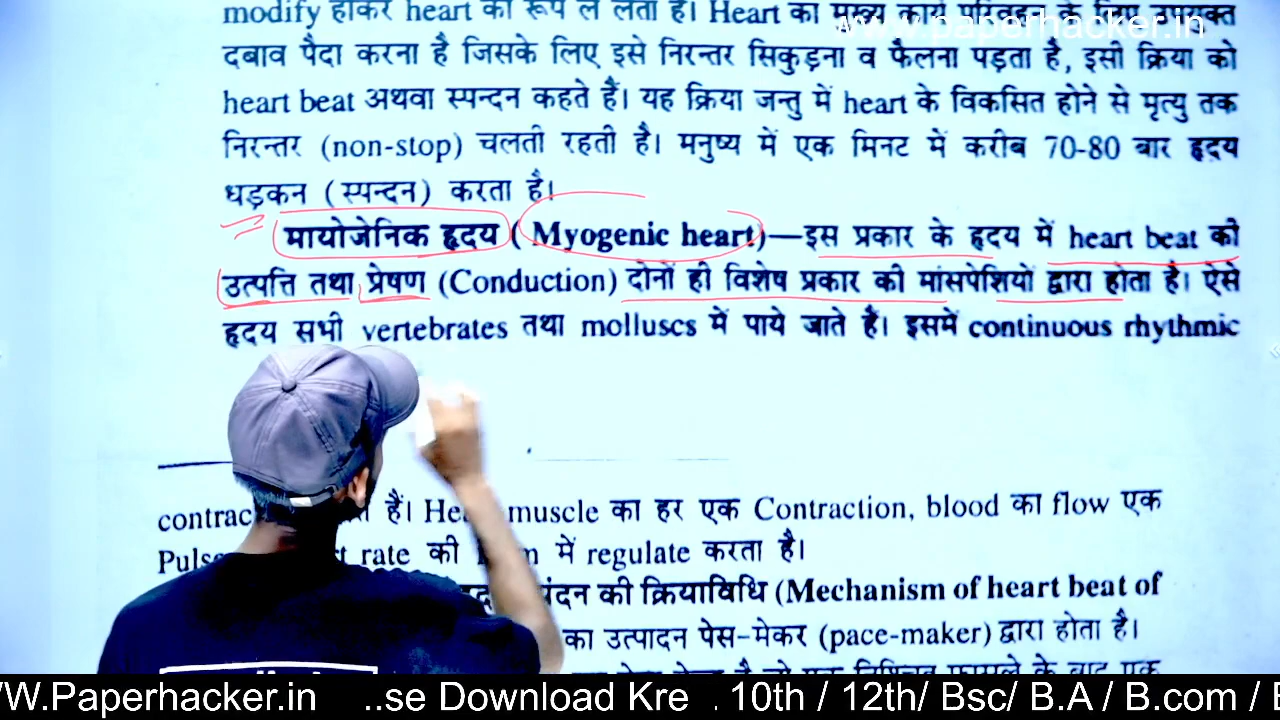 modify होकर heart का रूप ले लेता है। Heart का मुख्य कार्य परिवहन के लिए उपयुक्त
www.paperhacker.in
दबाव पैदा करना है जिसके लिए इसे निरन्तर सिकुड़ना व फैलना पड़ता है, इसी क्रिया को
heart beat अथवा स्पन्दन कहते हैं। यह क्रिया जन्तु में heart के विकसित होने से मृत्यु तक
निरन्तर (non-stop) चलती रहती है। मनुष्य में एक मिनट में करीब 70-80 बार हृदय
धड़कन (स्पन्दन) करता है।
मायोजेनिक हृदय (Myogenic heart)—इस प्रकार के हृदय में heart beat की
उत्पत्ति तथा प्रेषण (Conduction) दोनों ही विशेष प्रकार की मांसपेशियों द्वारा होता है। ऐसे
हृदय सभी vertebrates तथा molluscs में पाये जाते हैं। इसमें continuous rhythmic
हैं। muscle का हर एक Contraction, blood का flow एक
rate की में regulate करता है।
की क्रियाविधि (Mechanism of heart beat of
का उत्पादन पेस-मेकर (pace-maker) द्वारा होता है।
W.Paperhacker.in ..se Download Kre . 10th / 12th/ Bsc/ B.A / B.com /